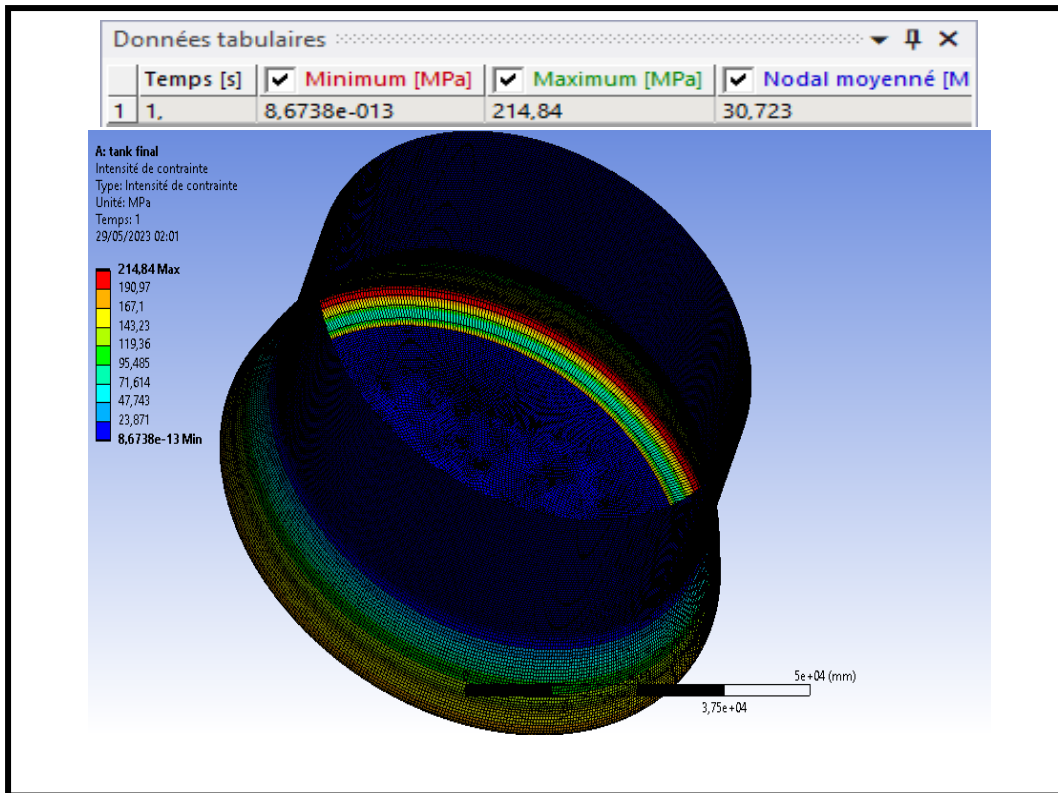 Données tabulaires
Temps [s] Minimum [MPa] Maximum [MPa] Nodal moyenné [M
1 1, 8,6738e-013 214,84 30,723
A: tank final
Intensité de contrainte
Type: Intensité de contrainte
Unité: MPa
Temps: 1
29/05/2023 02:01
214,84 Max
190,97
167,1
143,23
119,36
95,485
71,614
47,743
23,871
8,6738e-13 Min
5e+04 (mm)
3,75e+04